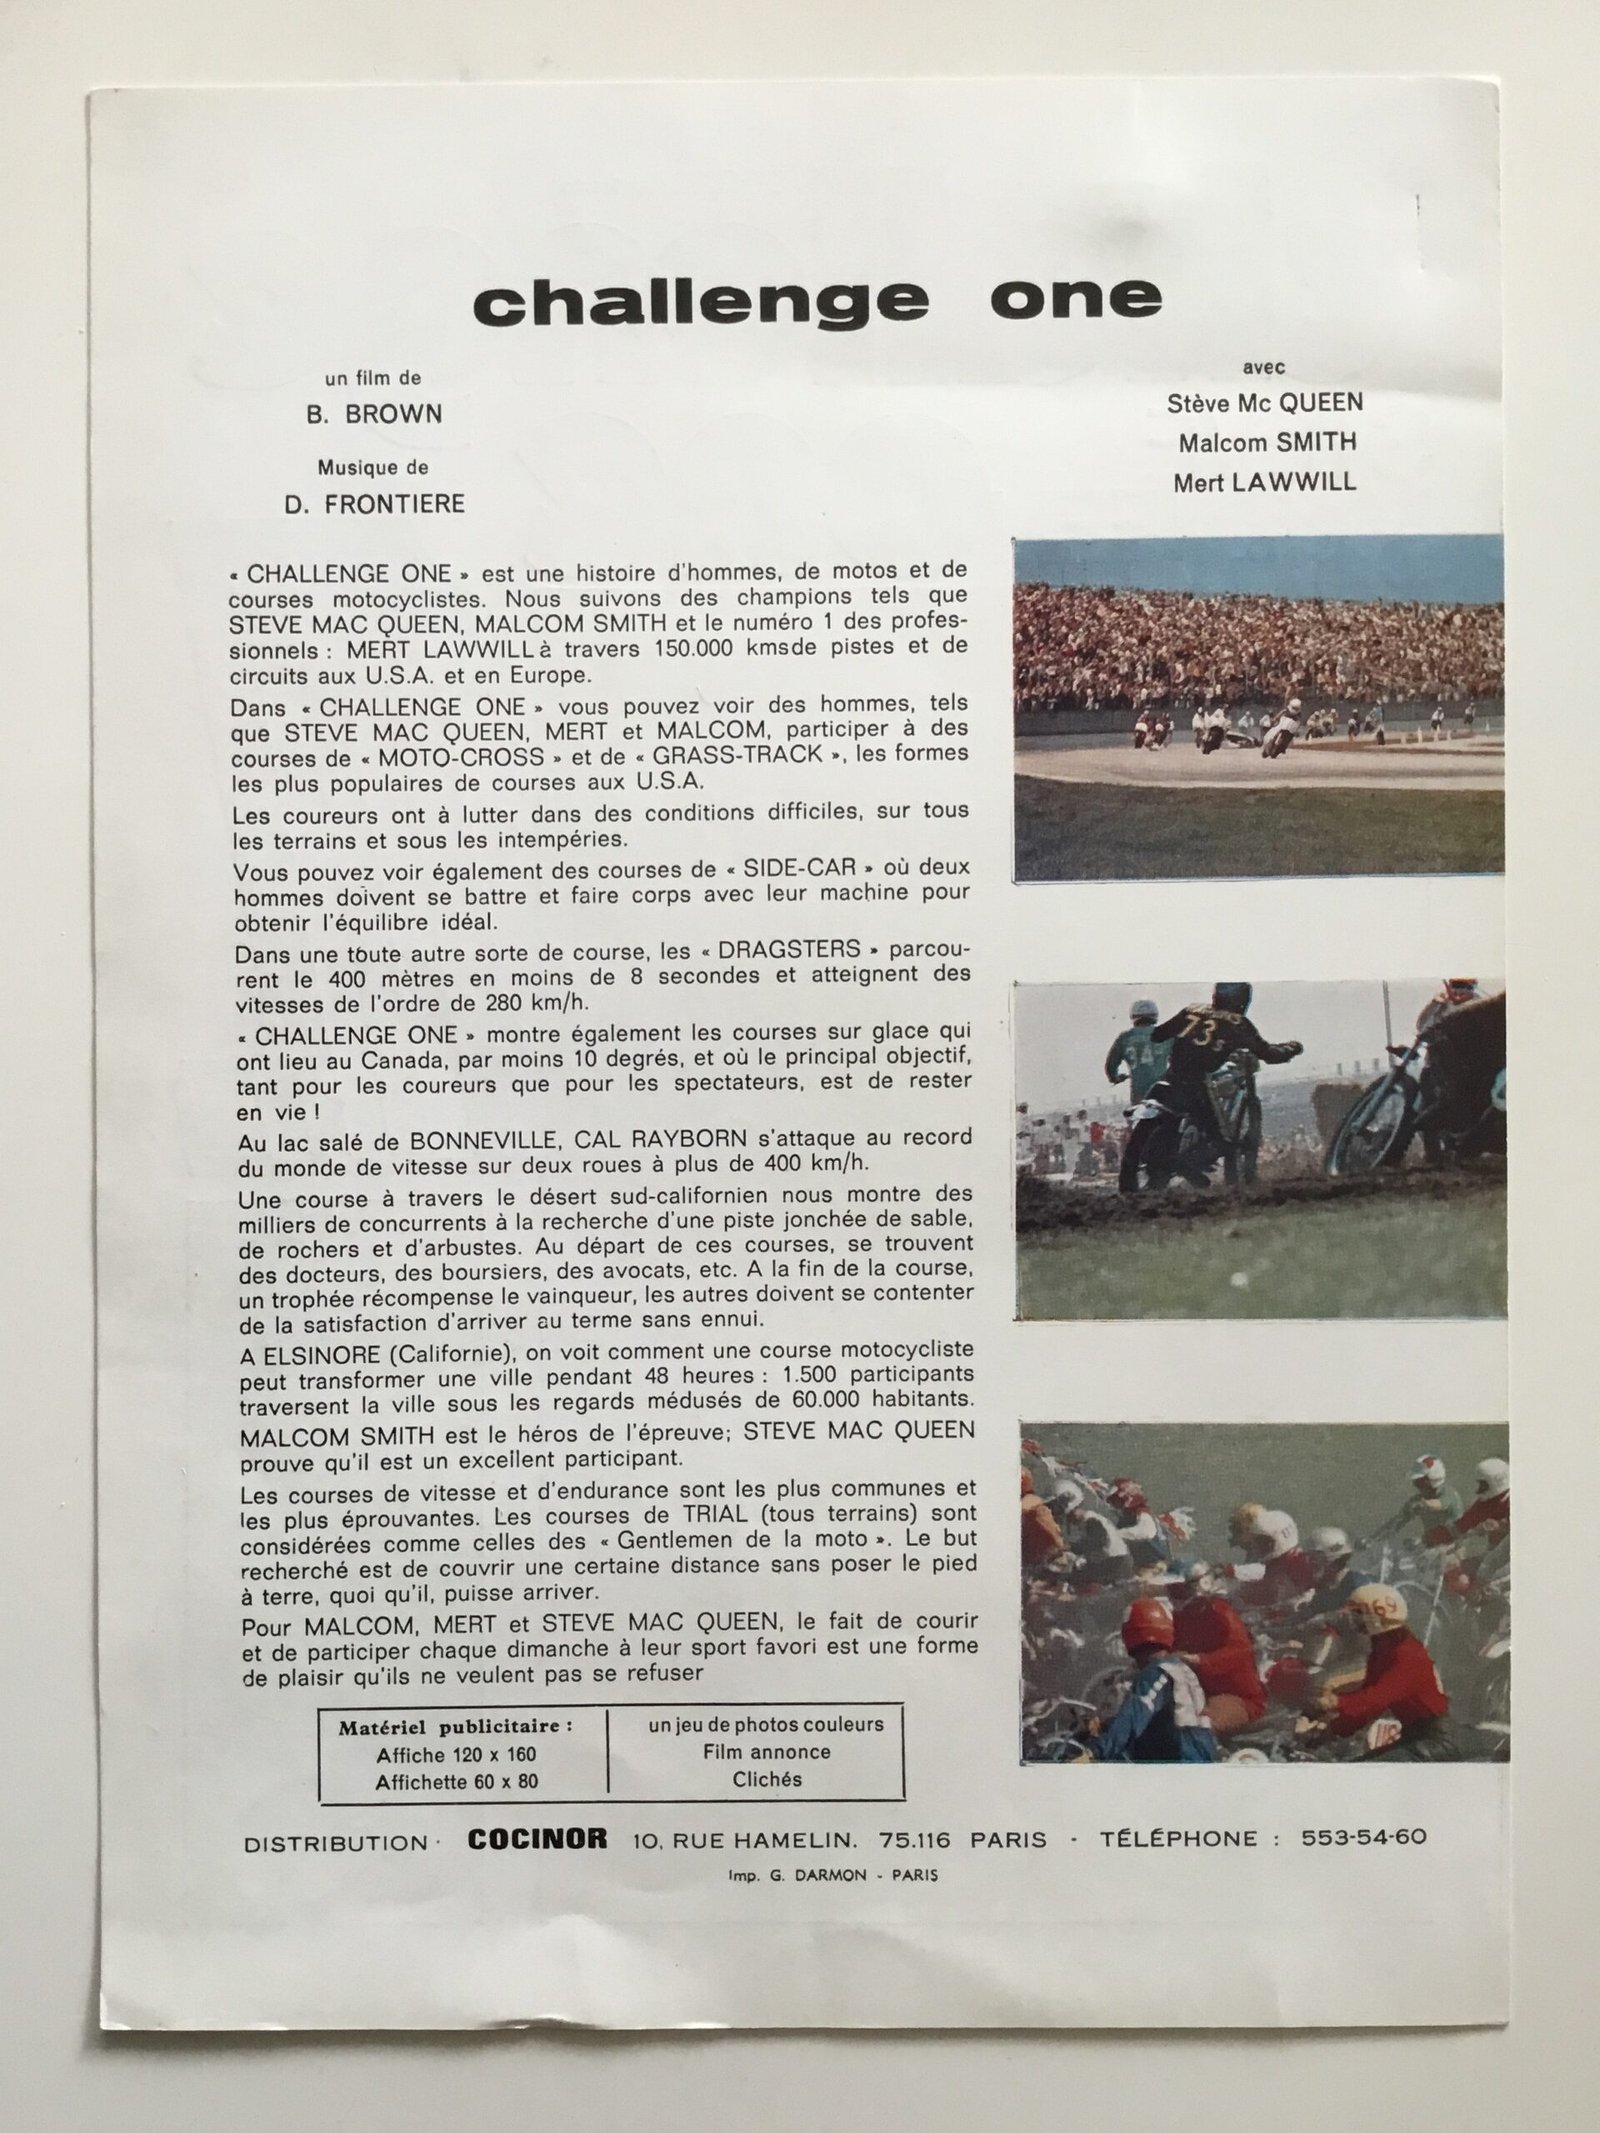 challenge one
un film de
B. BROWN
Musique de
D. FRONTIERE
avec
Stève Mc QUEEN
Malcom SMITH
Mert LAWWILL
« CHALLENGE ONE » est une histoire d'hommes, de motos et de
courses motocyclistes. Nous suivons des champions tels que
STEVE MAC QUEEN, MALCOM SMITH et le numéro 1 des profes-
sionnels : MERT LAWWILL à travers 150.000 kmsde pistes et de
circuits aux U.S.A. et en Europe.
Dans « CHALLENGE ONE » vous pouvez voir des hommes, tels
que STEVE MAC QUEEN, MERT et MALCOM, participer à des
courses de « MOTO-CROSS » et de « GRASS-TRACK », les formes
les plus populaires de courses aux U.S.A.
Les coureurs ont à lutter dans des conditions difficiles, sur tous
les terrains et sous les intempéries.
Vous pouvez voir également des courses de « SIDE-CAR » où deux
hommes doivent se battre et faire corps avec leur machine pour
obtenir l'équilibre idéal.
Dans une toute autre sorte de course, les « DRAGSTERS » parcou-
rent le 400 mètres en moins de 8 secondes et atteignent des
vitesses de l'ordre de 280 km/h.
« CHALLENGE ONE » montre également les courses sur glace qui
ont lieu au Canada, par moins 10 degrés, et où le principal objectif,
tant pour les coureurs que pour les spectateurs, est de rester
en vie !
Au lac salé de BONNEVILLE, CAL RAYBORN s'attaque au record
du monde de vitesse sur deux roues à plus de 400 km/h.
Une course à travers le désert sud-californien nous montre des
milliers de concurrents à la recherche d'une piste jonchée de sable,
de rochers et d'arbustes. Au départ de ces courses, se trouvent
des docteurs, des boursiers, des avocats, etc. A la fin de la course,
un trophée récompense le vainqueur, les autres doivent se contenter
de la satisfaction d'arriver au terme sans ennui.
A ELSINORE (Californie), on voit comment une course motocycliste
peut transformer une ville pendant 48 heures : 1.500 participants
traversent la ville sous les regards médusés de 60.000 habitants.
MALCOM SMITH est le héros de l'épreuve; STEVE MAC QUEEN
prouve qu'il est un excellent participant.
Les courses de vitesse et d'endurance sont les plus communes et
les plus éprouvantes. Les courses de TRIAL (tous terrains) sont
considérées comme celles des « Gentlemen de la moto ». Le but
recherché est de couvrir une certaine distance sans poser le pied
à terre, quoi qu'il, puisse arriver.
Pour MALCOM, MERT et STEVE MAC QUEEN, le fait de courir
et de participer chaque dimanche à leur sport favori est une forme
de plaisir qu'ils ne veulent pas se refuser
73
169
Matériel publicitaire :
Affiche 120 x 160
Affichette 60 x 80
un jeu de photos couleurs
Film annonce
Clichés
DISTRIBUTION · COCINOR 10, RUE HAMELIN. 75.116 PARIS - TÉLÉPHONE : 553-54-60
Imp. G. DARMON - PARIS